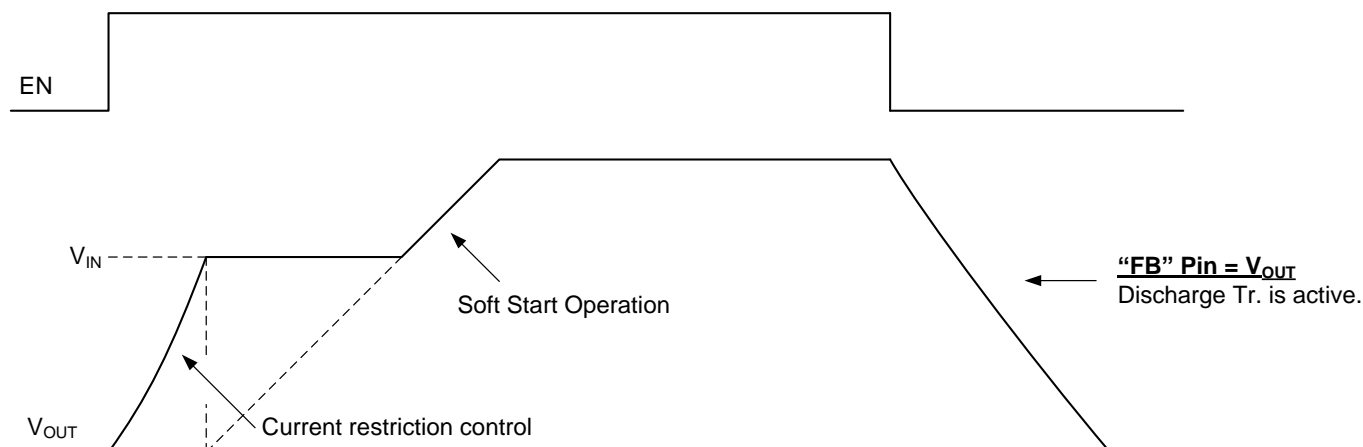 EN
V_IN
Soft Start Operation
"FB" Pin = V_OUT
Discharge Tr. is active.
V_OUT
Current restriction control